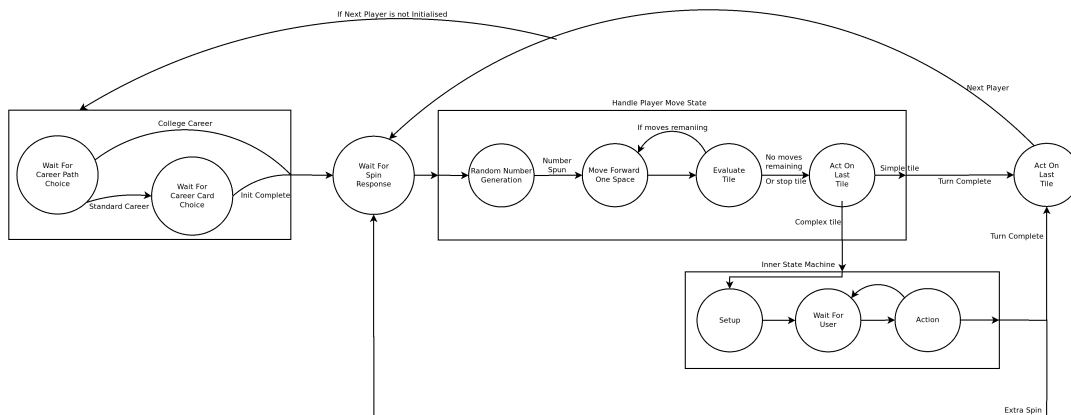 If Next Player is not Initialised
Next Player
Handle Player Move State
College Career
If moves remaniing
Wait For
Career Path
Choice
Wait For
Career Card
Choice
Standard Career
Init Complete
Wait For
Spin
Response
Random Number
Generation
Number
Spun
Move Forward
One Space
Evaluate
Tile
No moves
remaining
Or stop tile
Act On
Last
Tile
Simple tile
Turn Complete
Act On
Last
Tile
Complex tile
Turn Complete
Inner State Machine
Setup
Wait For
User
Action
Extra Spin